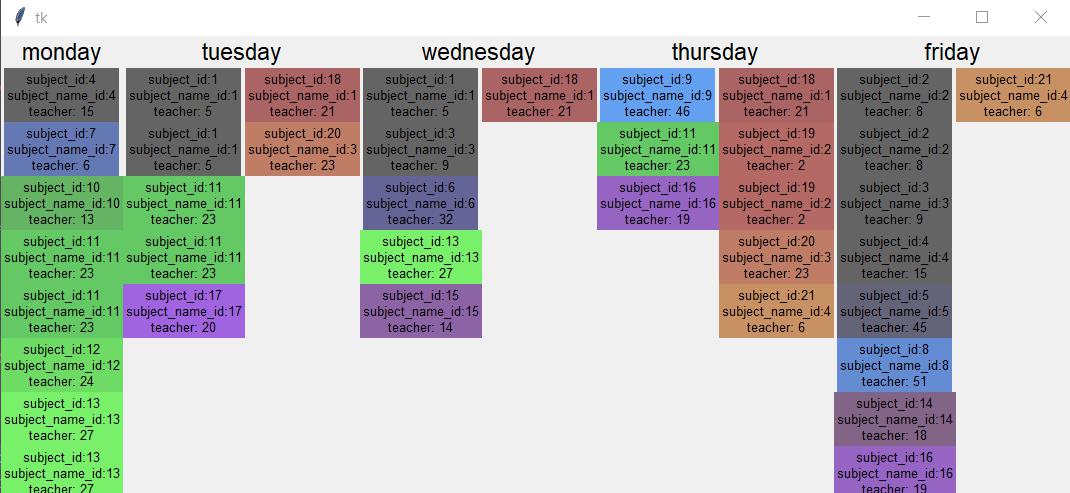 tk
monday
tuesday
wednesday
thursday
friday
subject_id:4
subject_name_id:4
teacher: 15
subject_id:7
subject_name_id:7
teacher: 6
subject_id:10
subject_name_id:10
teacher: 13
subject_id:11
subject_name_id:11
teacher: 23
subject_id:11
subject_name_id:11
teacher: 23
subject_id:12
subject_name_id:12
teacher: 24
subject_id:13
subject_name_id:13
teacher: 27
subject_id:13
subject_name_id:13
teacher: 27
subject_id:1
subject_name_id:1
teacher: 5
subject_id:1
subject_name_id:1
teacher: 5
subject_id:11
subject_name_id:11
teacher: 23
subject_id:11
subject_name_id:11
teacher: 23
subject_id:17
subject_name_id:17
teacher: 20
subject_id:18
subject_name_id:1
teacher: 21
subject_id:20
subject_name_id:3
teacher: 23
subject_id:1
subject_name_id:1
teacher: 5
subject_id:3
subject_name_id:3
teacher: 9
subject_id:6
subject_name_id:6
teacher: 32
subject_id:13
subject_name_id:13
teacher: 27
subject_id:15
subject_name_id:15
teacher: 14
subject_id:18
subject_name_id:1
teacher: 21
subject_id:9
subject_name_id:9
teacher: 46
subject_id:11
subject_name_id:11
teacher: 23
subject_id:16
subject_name_id:16
teacher: 19
subject_id:18
subject_name_id:1
teacher: 21
subject_id:19
subject_name_id:2
teacher: 2
subject_id:19
subject_name_id:2
teacher: 2
subject_id:20
subject_name_id:3
teacher: 23
subject_id:21
subject_name_id:4
teacher: 6
subject_id:2
subject_name_id:2
teacher: 8
subject_id:2
subject_name_id:2
teacher: 8
subject_id:3
subject_name_id:3
teacher: 9
subject_id:4
subject_name_id:4
teacher: 15
subject_id:5
subject_name_id:5
teacher: 45
subject_id:8
subject_name_id:8
teacher: 51
subject_id:14
subject_name_id:14
teacher: 18
subject_id:16
subject_name_id:16
teacher: 19
subject_id:21
subject_name_id:4
teacher: 6